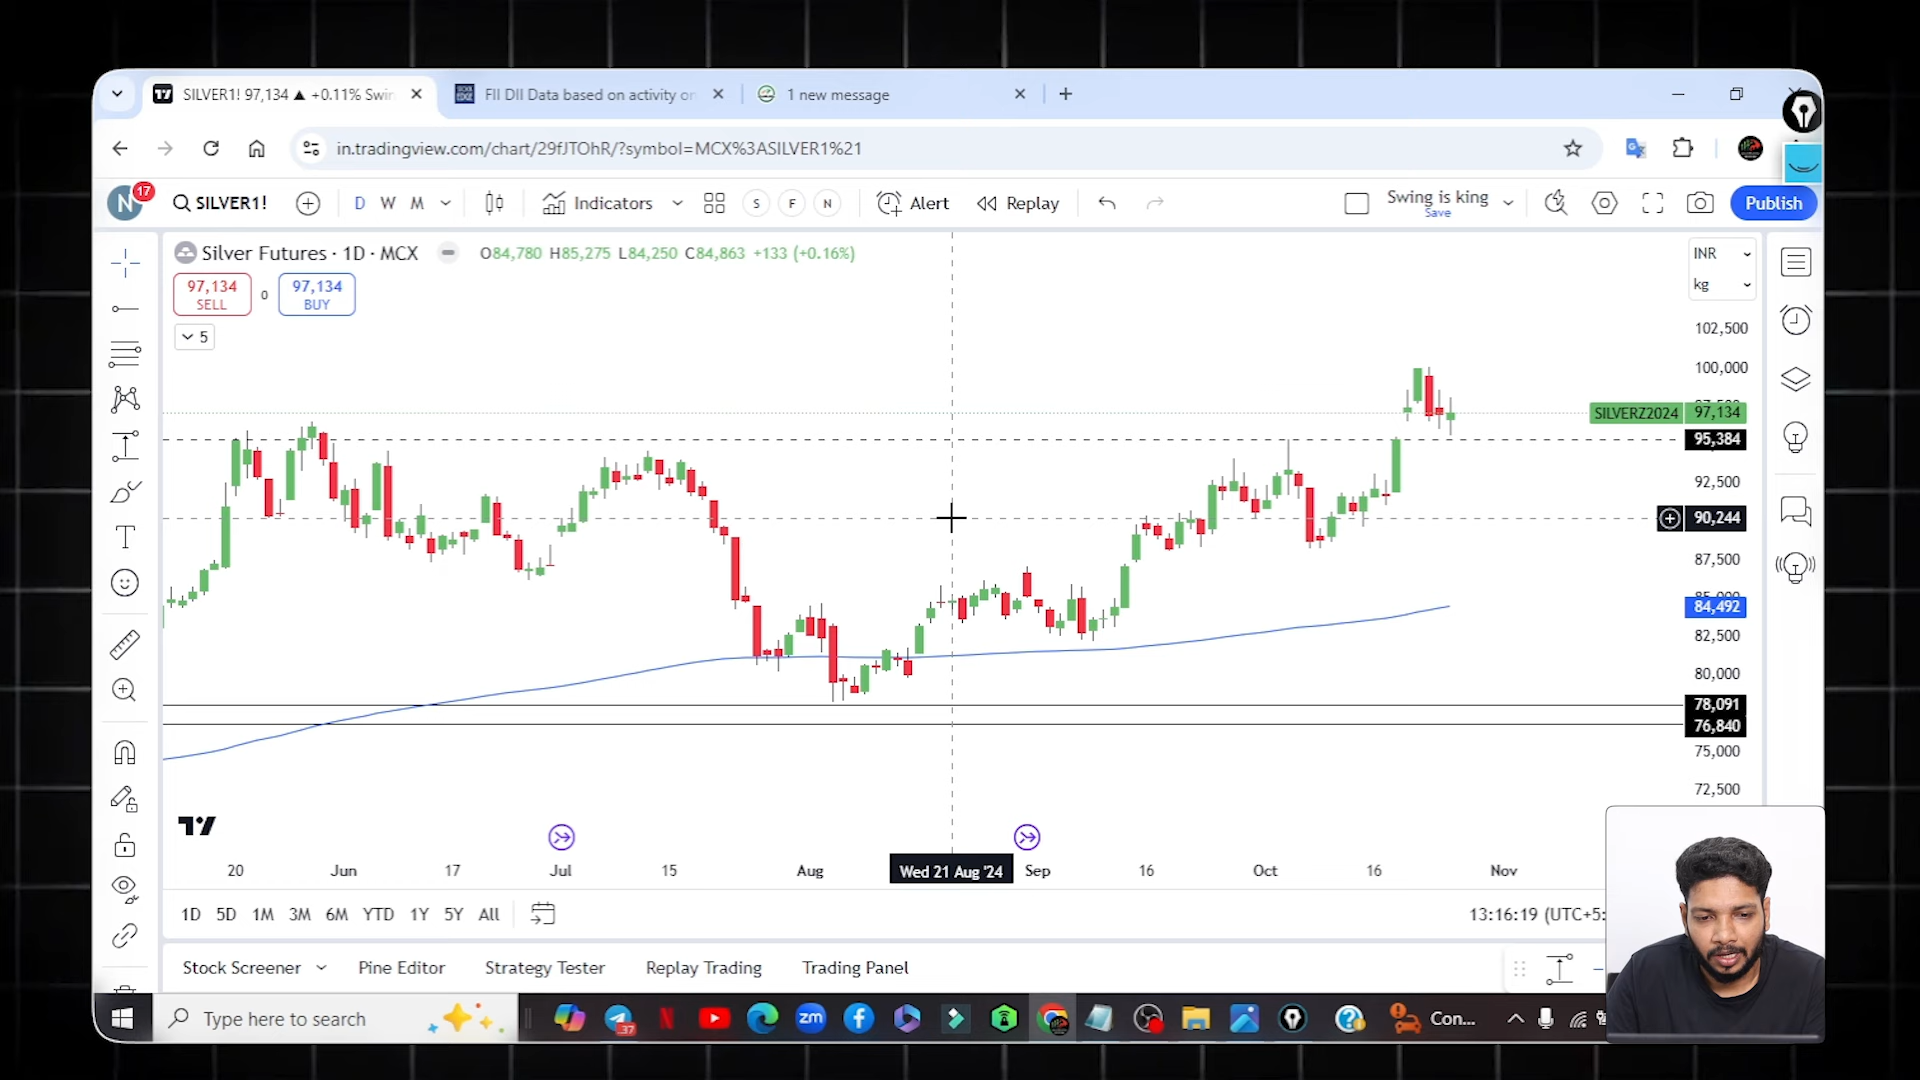 SILVER1! 97,134 ▲ +0.11% Swin
FII DII Data based on activity on
1 new message
in.tradingview.com/chart/29fJTOhR/?symbol=MCX%3ASILVER1%21
N
17
SILVER1!
D W M
Indicators
S F N
Alert
Replay
Swing is king
Save
Publish
Silver Futures · 1D · MCX
O84,780 H85,275 L84,250 C84,863 +133 (+0.16%)
INR
kg
97,134
SELL
0
97,134
BUY
5
102,500
100,000
SILVERZ2024 97,134
95,384
92,500
90,244
87,500
84,492
82,500
80,000
78,091
76,840
75,000
72,500
20 Jun 17 Jul 15 Aug Wed 21 Aug '24 Sep 16 Oct 16 Nov
1D 5D 1M 3M 6M YTD 1Y 5Y All
13:16:19 (UTC+5:
Stock Screener Pine Editor Strategy Tester Replay Trading Trading Panel
Type here to search
37
zm
Con...